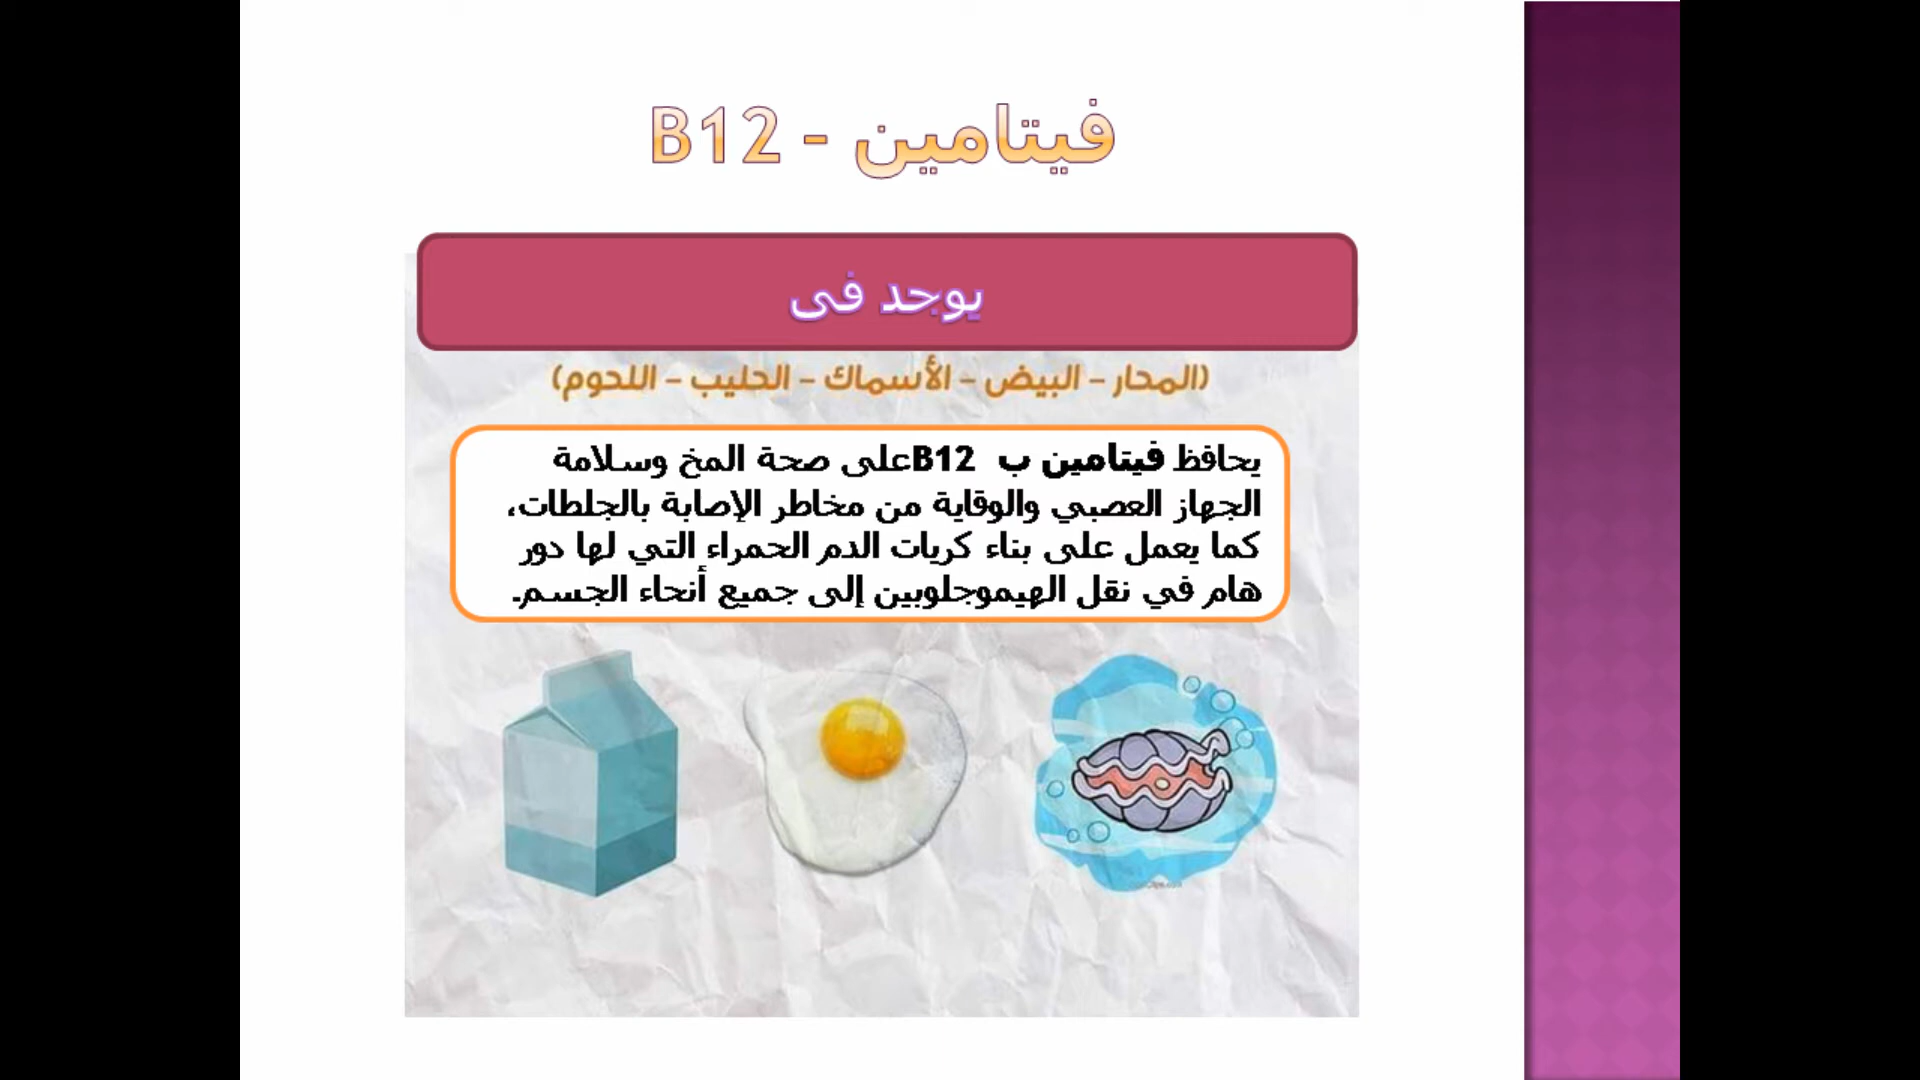 فيتامين - B12
يوجد فى
(المحار – البيض – الأسماك – الحليب – اللحوم)
يحافظ فيتامين ب B12على صحة المخ وسلامة
الجهاز العصبي والوقاية من مخاطر الإصابة بالجلطات،
كما يعمل على بناء كريات الدم الحمراء التي لها دور
هام في نقل الهيموجلوبين إلى جميع أنحاء الجسم.